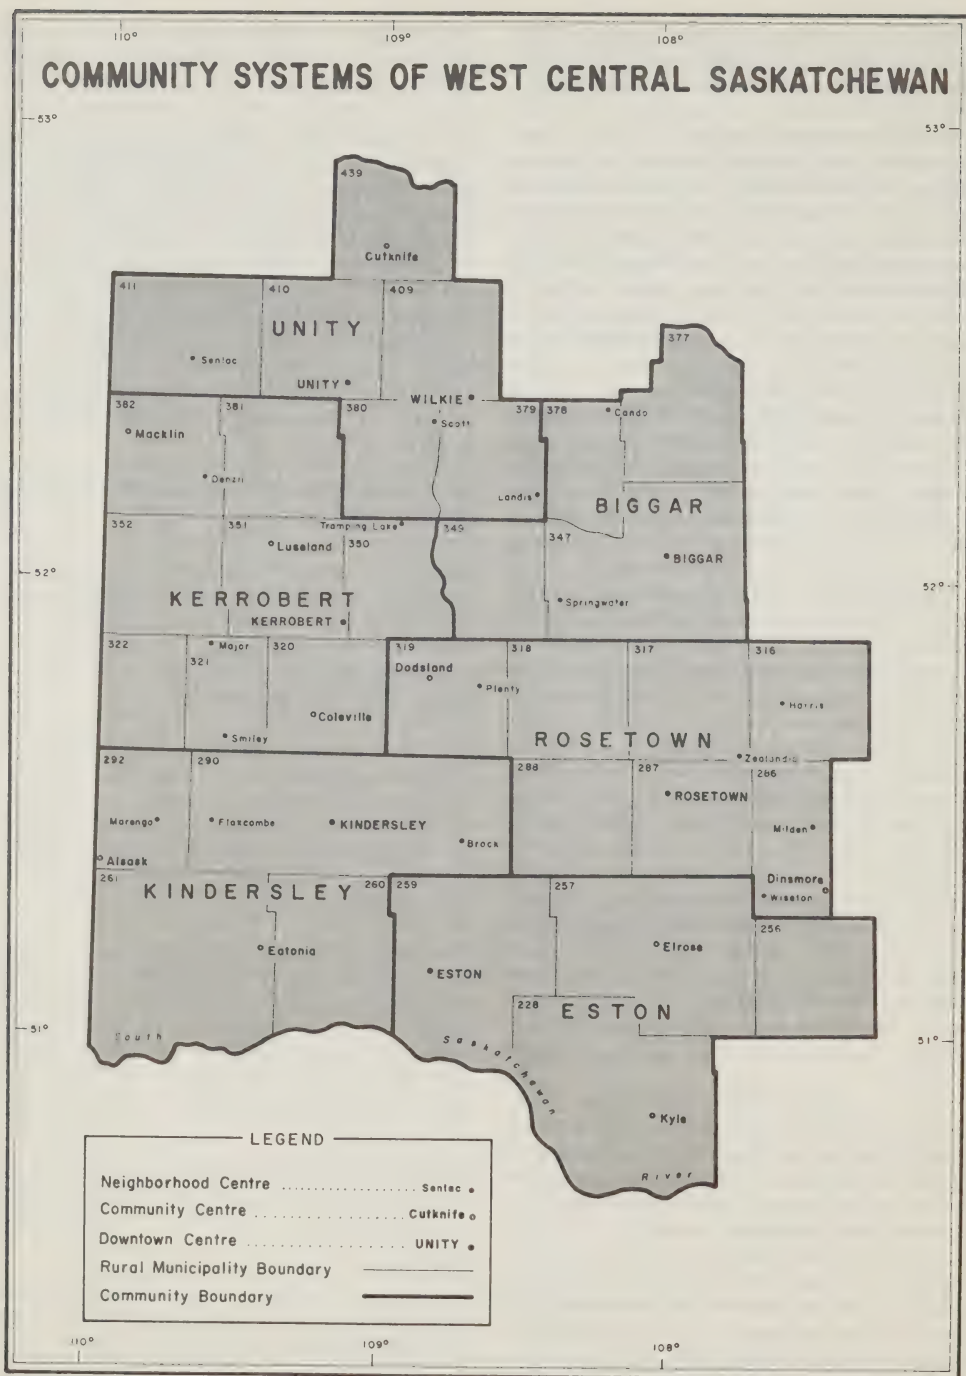 110° 109° 108°
COMMUNITY SYSTEMS OF WEST CENTRAL SASKATCHEWAN
53° 53°
439
Cutknife
411 410 409
UNITY
377
Senlac
UNITY
WILKIE
382 381 380 379 378 Cando
Macklin Scott
Denzil
Landis
BIGGAR
352 351 Tramping Lake 349
Luseland 350 347
BIGGAR
52° 52°
KERROBERT Springwater
KERROBERT
322 Major 320 319 318 317 316
321 Dodsland
Plenty
Harris
Coleville
Smiley
ROSETOWN
292 290 Zealandia
288 287 286
ROSETOWN
Marengo Flaxcombe KINDERSLEY Milden
Brock
Alsask
261 260 259 257 Dinsmore
KINDERSLEY Wiseton
256
Eatonia Elrose
ESTON
228 ESTON
51° South Saskatchewan 51°
Kyle
River
LEGEND
Neighborhood Centre .......................... Senlac
Community Centre .......................... Cutknife
Downtown Centre .......................... UNITY
Rural Municipality Boundary
Community Boundary
110° 109° 108°